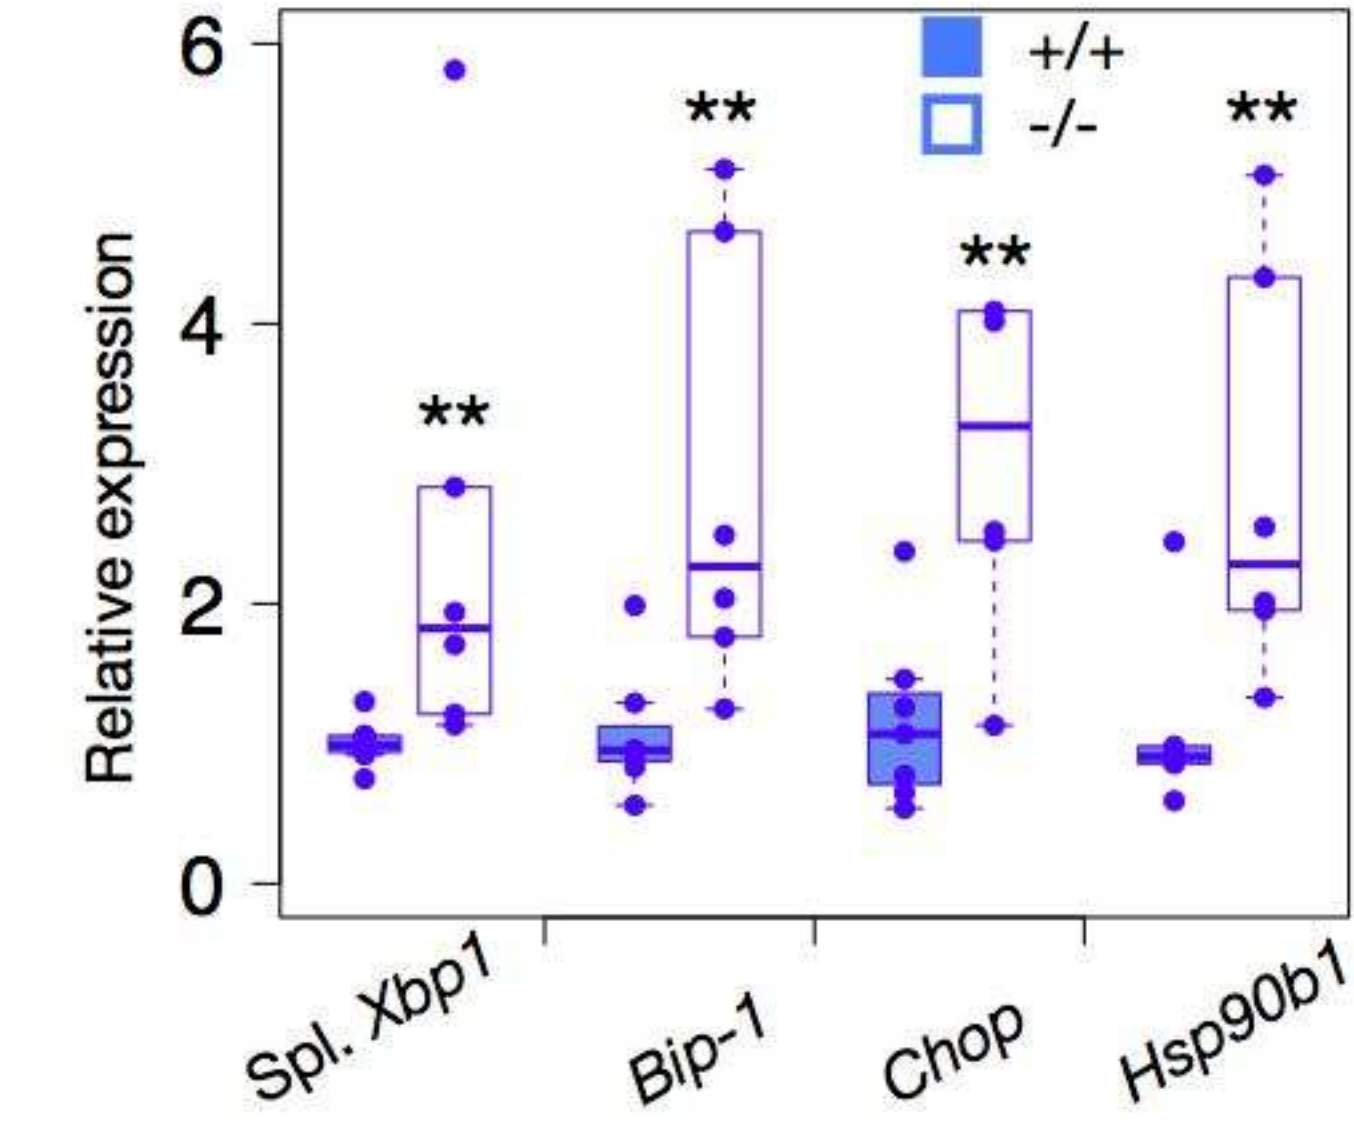 Relative expression
6
4
2
0
+/+
-/-
**
**
**
**
Spl. Xbp1
Bip-1
Chop
Hsp90b1